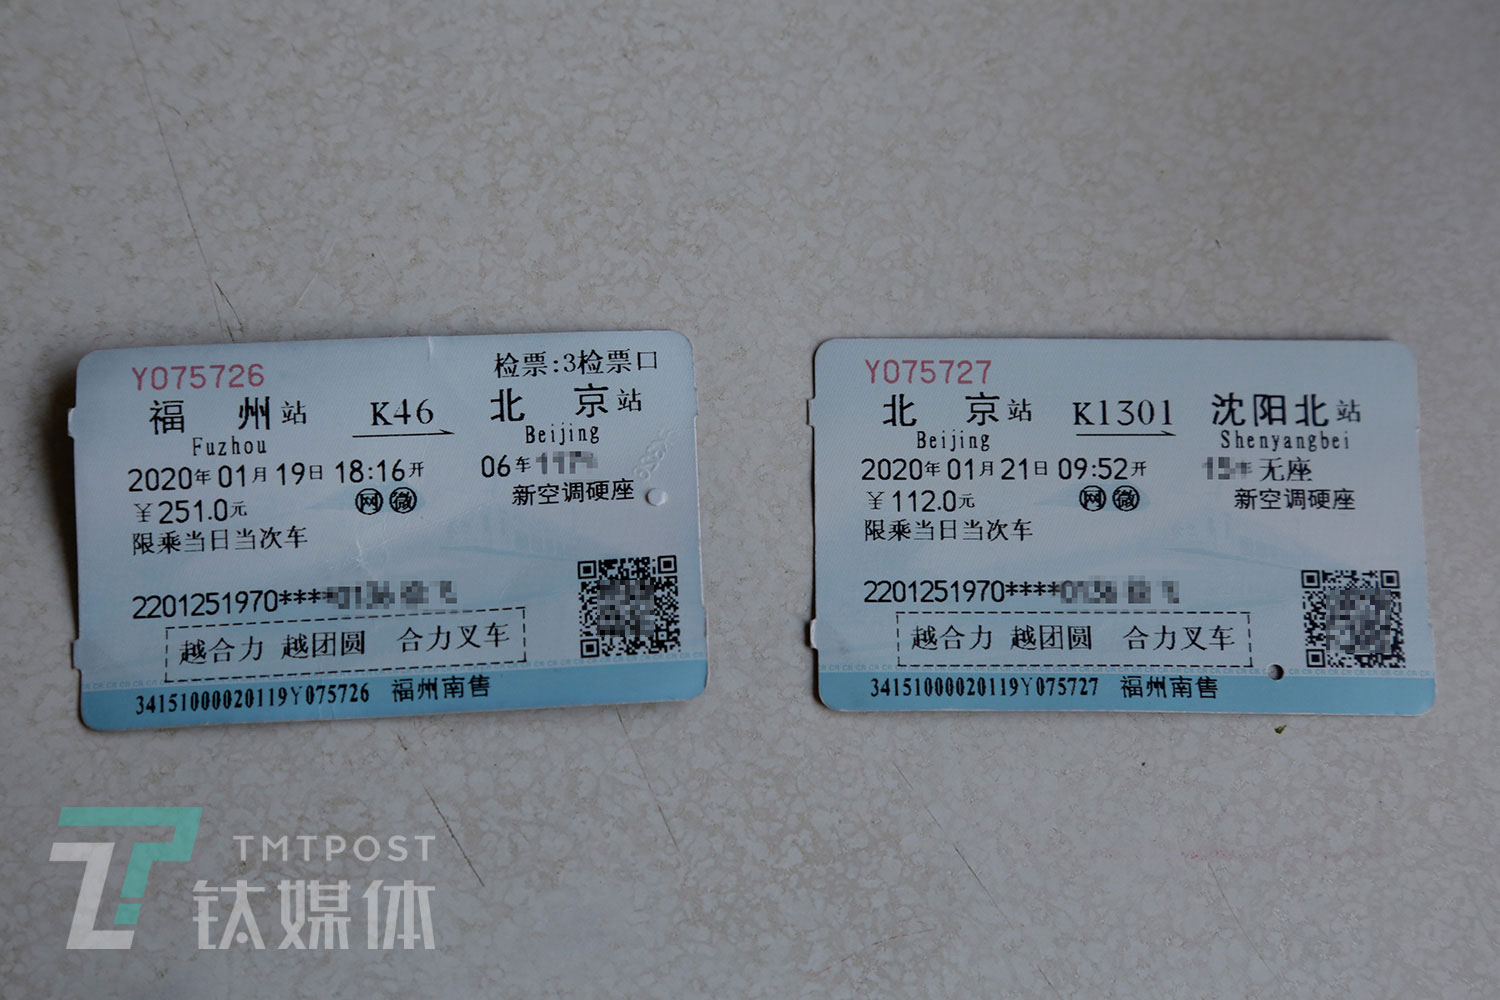 Y075726 检票:3检票口
福州站 K46 北京站
Fuzhou Beijing
2020年01月19日 18:16开 06车
¥251.0元 网 微 新空调硬座
限乘当日当次车
2201251970****
越合力 越团圆 合力叉车
34151000020119Y075726 福州南售
Y075727
北京站 K1301 沈阳北站
Beijing Shenyangbei
2020年01月21日 09:52开 无座
¥112.0元 网 微 新空调硬座
限乘当日当次车
2201251970****
越合力 越团圆 合力叉车
34151000020119Y075727 福州南售
TMTPOST
钛媒体